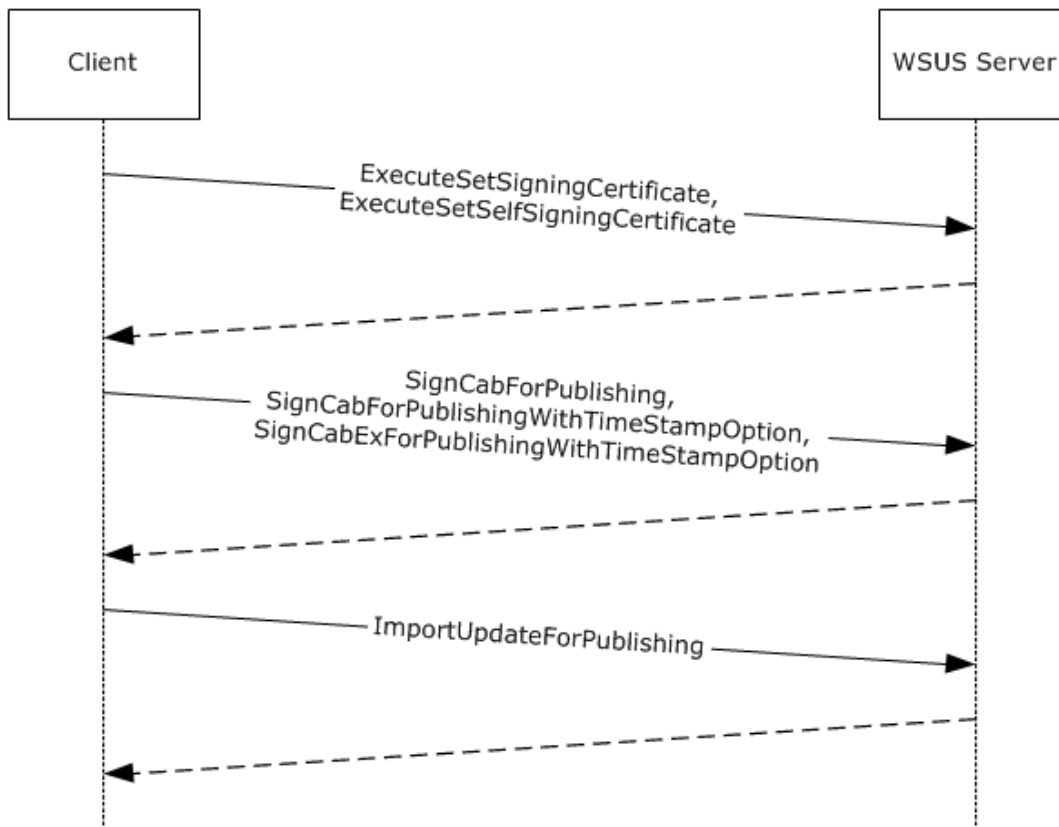 Client
WSUS Server
ExecuteSetSigningCertificate,
ExecuteSetSelfSigningCertificate
SignCabForPublishing,
SignCabForPublishingWithTimeStampOption,
SignCabExForPublishingWithTimeStampOption
ImportUpdateForPublishing